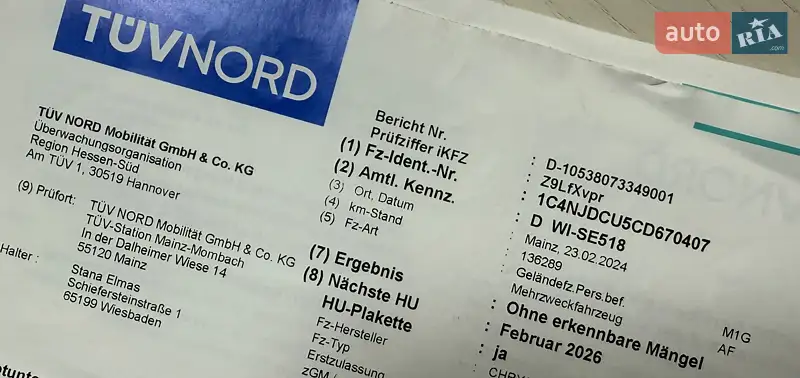 auto RIA.com
TÜVNORD
TÜV NORD Mobilität GmbH & Co. KG
Überwachungsorganisation
Region Hessen-Süd
Am TÜV 1, 30519 Hannover
(9) Prüfort: TÜV NORD Mobilität GmbH & Co. KG
TÜV-Station Mainz-Mombach
In der Dalheimer Wiese 14
55120 Mainz
Halter : Stana Elmas
Schiefersteinstraße 1
65199 Wiesbaden
Bericht Nr. : D-10538073349001
Prüfziffer iKFZ : Z9LfXvpr
(1) Fz-Ident.-Nr. : 1C4NJDCU5CD670407
(2) Amtl. Kennz. : D WI-SE518
(3) Ort, Datum : Mainz, 23.02.2024
(4) km-Stand : 136289
(5) Fz-Art : Geländefz.Pers.bef. M1G
Mehrzweckfahrzeug AF
(7) Ergebnis : Ohne erkennbare Mängel
(8) Nächste HU : Februar 2026
HU-Plakette : ja
Fz-Hersteller
Fz-Typ
Erstzulassung
zGM /